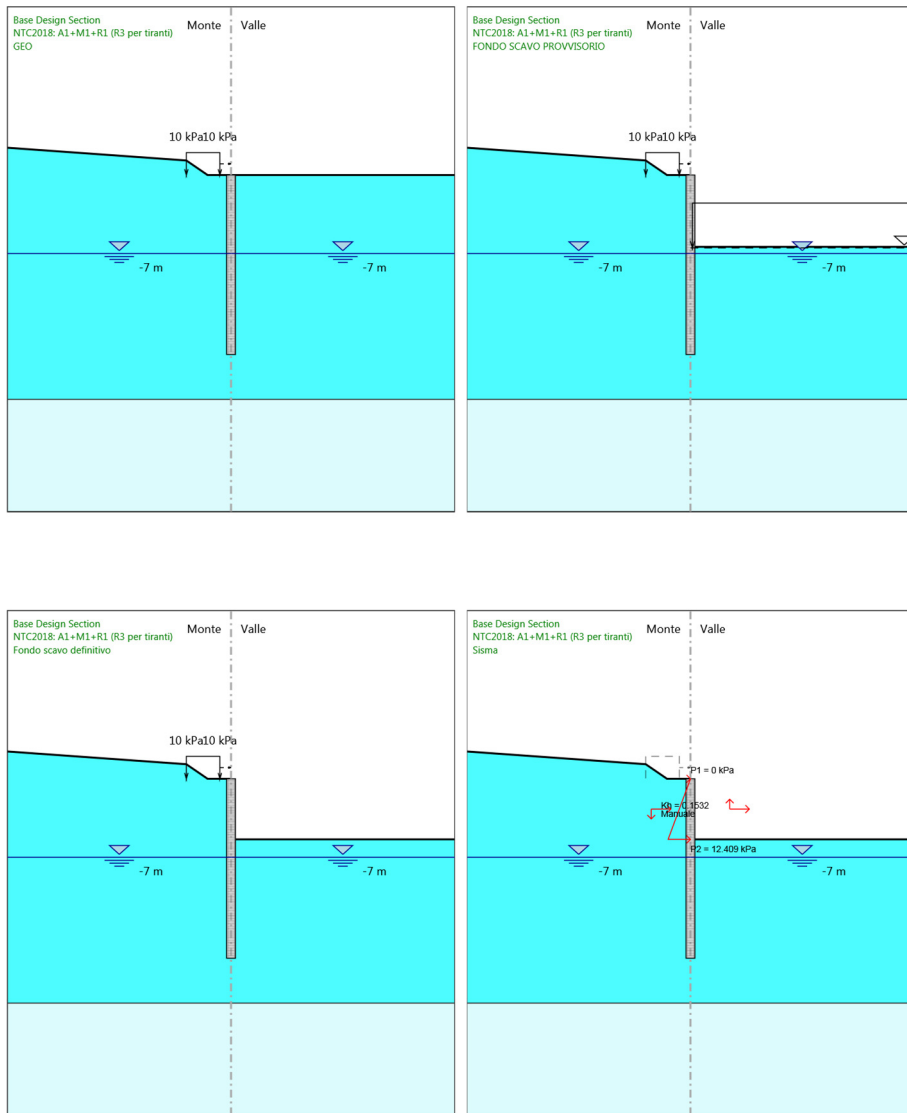 Base Design Section
NTC2018: A1+M1+R1 (R3 per tiranti)
GEO
Monte Valle
10 kPa10 kPa
-7 m -7 m
Base Design Section
NTC2018: A1+M1+R1 (R3 per tiranti)
FONDO SCAVO PROVVISORIO
Monte Valle
10 kPa10 kPa
-7 m -7 m
Base Design Section
NTC2018: A1+M1+R1 (R3 per tiranti)
Fondo scavo definitivo
Monte Valle
10 kPa10 kPa
-7 m -7 m
Base Design Section
NTC2018: A1+M1+R1 (R3 per tiranti)
Sisma
Monte Valle
P1 = 0 kPa
= 0.1532
Manuale
P2 = 12.409 kPa
-7 m -7 m